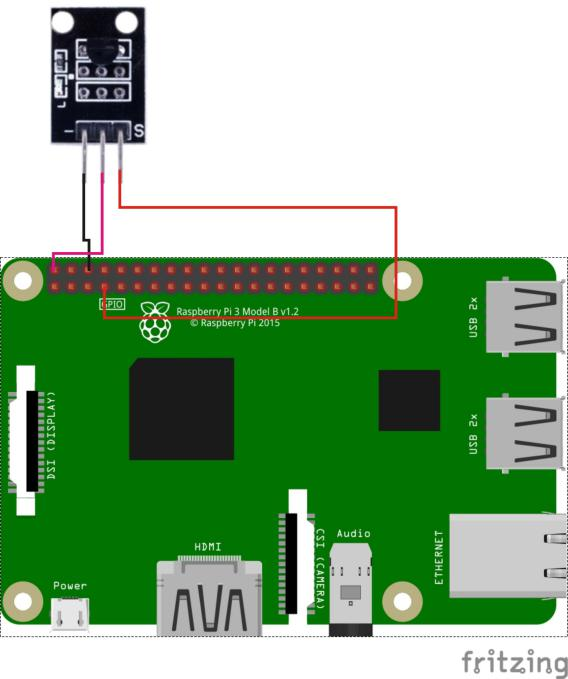 L
-
S
GPIO
Raspberry Pi 3 Model B v1.2
© Raspberry Pi 2015
USB 2x
DSI (DISPLAY)
USB 2x
HDMI
CSI (CAMERA)
Audio
ETHERNET
Power
fritzing